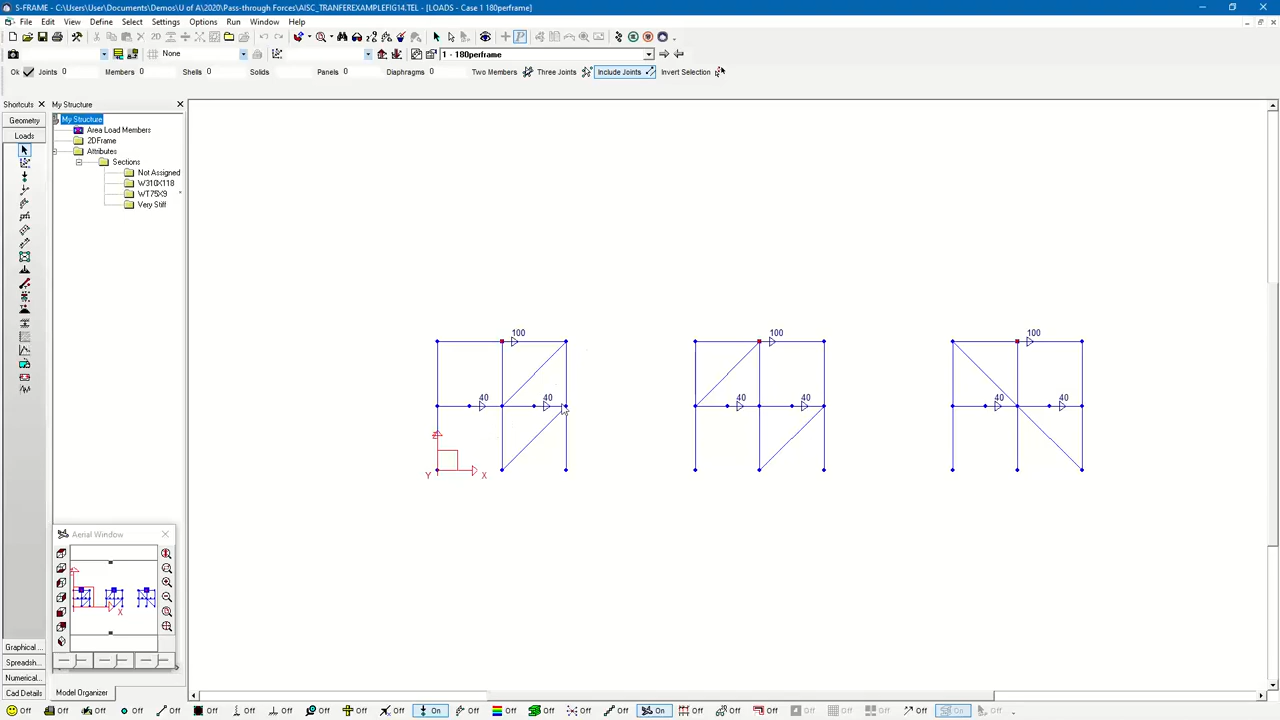 S-FRAME - C:\Users\User\Documents\Demos\U of A\2020\Pass-through Forces\AISC_TRANFEREXAMPLEFIG14.TEL - [LOADS - Case 1 180perframe]
File Edit View Define Select Settings Options Run Window Help
None 1 - 180perframe
Ok Joints 0 Members 0 Shells 0 Solids Panels 0 Diaphragms 0 Two Members Three Joints Include Joints Invert Selection
Shortcuts
Geometry
Loads
My Structure
My Structure
Area Load Members
2DFrame
Attributes
Sections
Not Assigned
W310X118
WT75X9
Very Stiff
100 100 100
40 40 40 40 40 40
Z
Y X
Aerial Window
X
Graphical...
Spreadsh...
Numerical...
Cad Details
Model Organizer
Off Off Off Off Off Off Off Off Off Off Off On Off Off Off Off Off On Off Off Off Off Off Off Off On Off